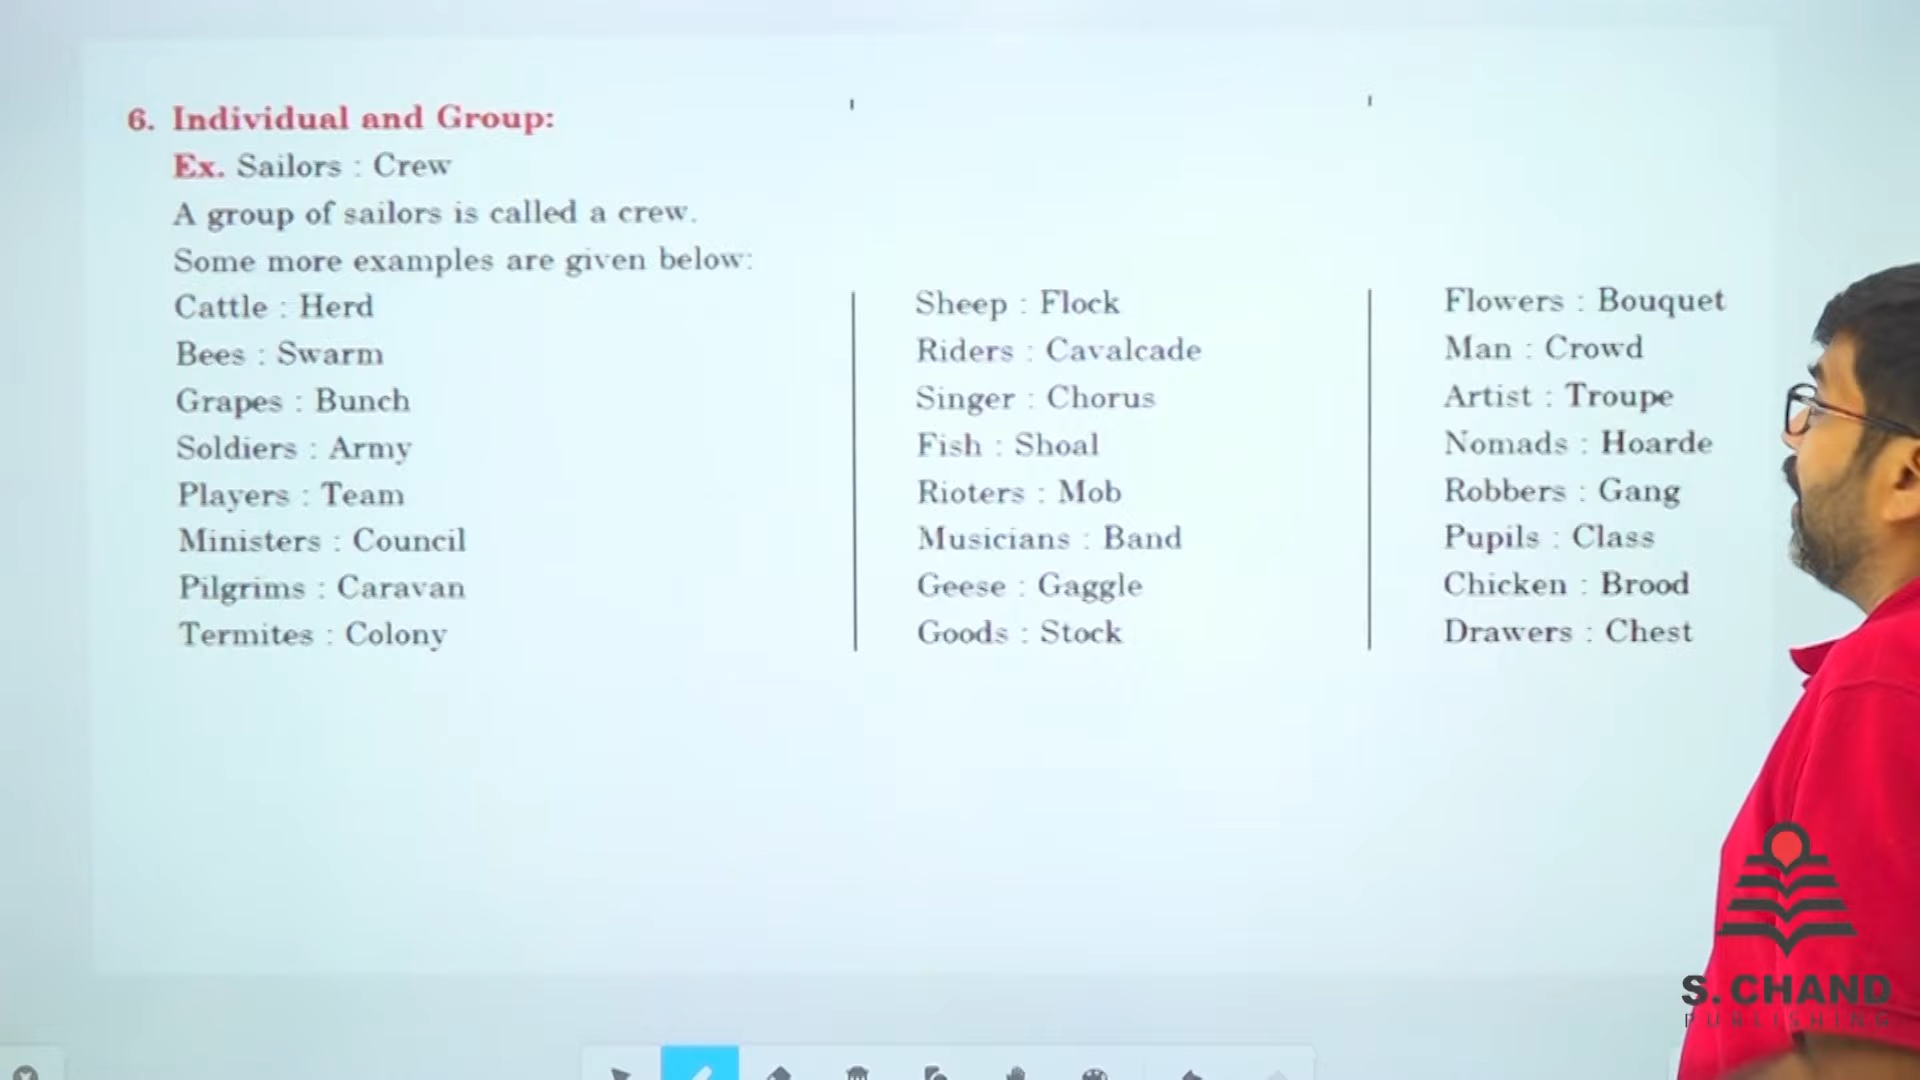 6. Individual and Group:
Ex. Sailors : Crew
A group of sailors is called a crew.
Some more examples are given below:
Cattle : Herd
Bees : Swarm
Grapes : Bunch
Soldiers : Army
Players : Team
Ministers : Council
Pilgrims : Caravan
Termites : Colony
Sheep : Flock
Riders : Cavalcade
Singer : Chorus
Fish : Shoal
Rioters : Mob
Musicians : Band
Geese : Gaggle
Goods : Stock
Flowers : Bouquet
Man : Crowd
Artist : Troupe
Nomads : Hoarde
Robbers : Gang
Pupils : Class
Chicken : Brood
Drawers : Chest
S. CHAND
PUBLISHING